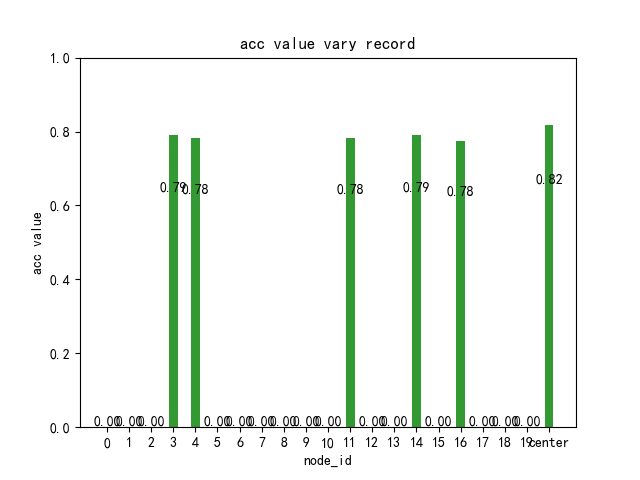 acc value vary record
1.0
0.8
0.6
0.4
0.2
0.0
acc value
0.00 0.00 0.00 0.79 0.78 0.00 0.00 0.00 0.00 0.00 0.00 0.78 0.00 0.00 0.79 0.00 0.78 0.00 0.00 0.00 0.82
0 1 2 3 4 5 6 7 8 9 10 11 12 13 14 15 16 17 18 19 center
node_id